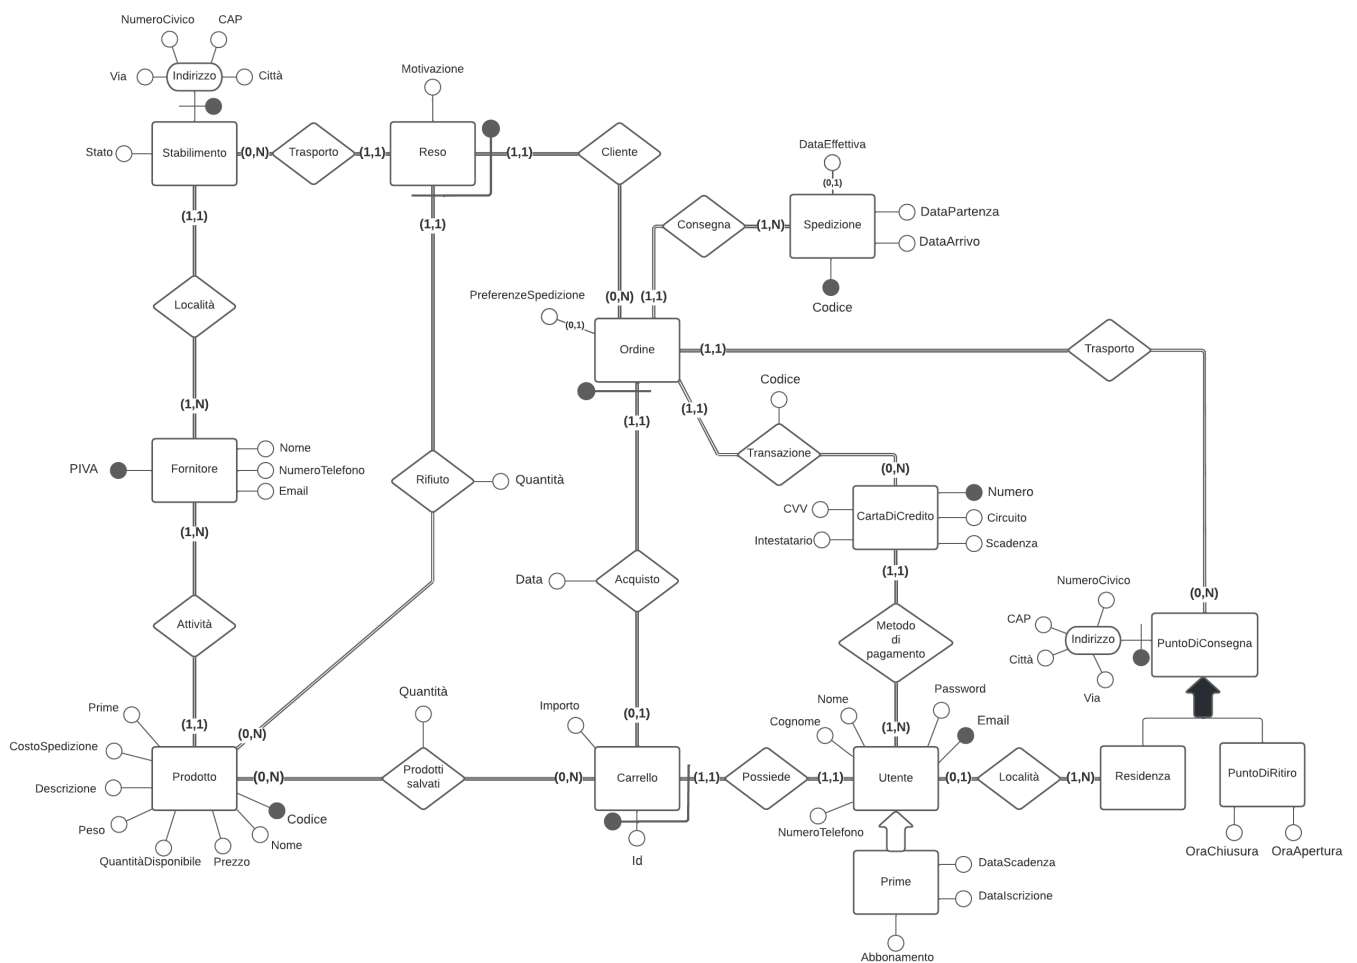 NumeroCivico
CAP
Via
Indirizzo
Città
Motivazione
Stato
Stabilimento
(0,N)
Trasporto
(1,1)
Reso
(1,1)
Cliente
DataEffettiva
(0,1)
(1,1)
(1,1)
Consegna
(1,N)
Spedizione
DataPartenza
DataArrivo
Codice
Località
PreferenzeSpedizione
(0,1)
(0,N)
(1,1)
Ordine
(1,1)
Trasporto
Codice
(1,N)
(1,1)
(1,1)
Transazione
(0,N)
PIVA
Fornitore
Nome
NumeroTelefono
Email
Rifiuto
Quantità
CVV
CartaDiCredito
Numero
Circuito
Intestatario
Scadenza
(1,N)
(1,1)
Data
Acquisto
NumeroCivico
(0,N)
Attività
Metodo
di
pagamento
CAP
Indirizzo
PuntoDiConsegna
Città
Via
Prime
Quantità
Importo
(0,1)
Nome
Password
Cognome
(1,N)
Email
(1,1)
(0,N)
CostoSpedizione
Prodotto
(0,N)
Prodotti
salvati
(0,N)
Carrello
(1,1)
Possiede
(1,1)
Utente
(0,1)
Località
(1,N)
Residenza
PuntoDiRitiro
Descrizione
Codice
Peso
Nome
QuantitàDisponibile
Prezzo
Id
NumeroTelefono
OraChiusura
OraApertura
Prime
DataScadenza
DataIscrizione
Abbonamento